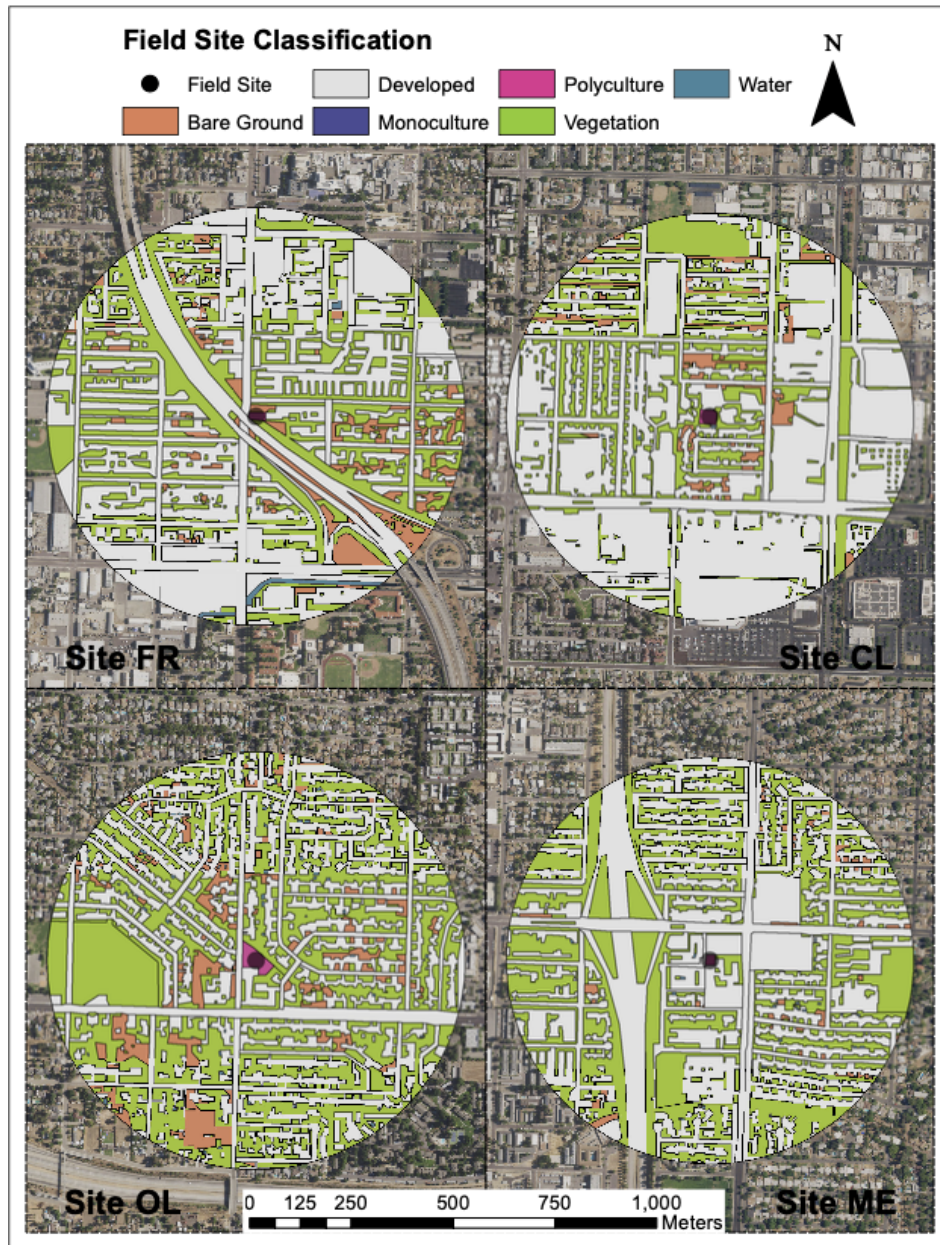 Field Site Classification
N
Field Site Developed Polyculture Water
Bare Ground Monoculture Vegetation
Site FR
Site CL
Site OL
Site ME
0 125 250 500 750 1,000
Meters